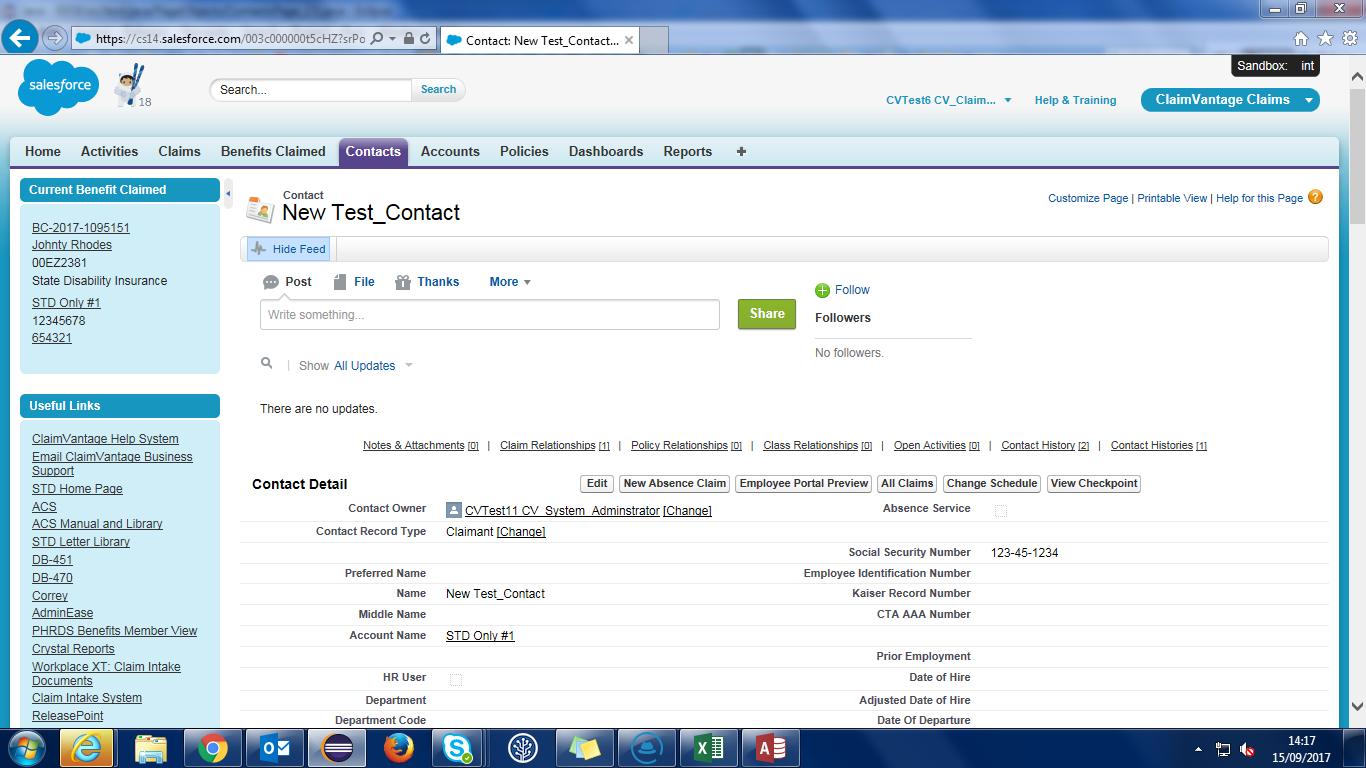 https://cs14.salesforce.com/003c000000t5cHZ?srPo
Contact: New Test_Contact...
Sandbox: int
salesforce
18
Search...
Search
CVTest6 CV_Claim...
Help & Training
ClaimVantage Claims
Home Activities Claims Benefits Claimed Contacts Accounts Policies Dashboards Reports +
Current Benefit Claimed
BC-2017-1095151
Johnty Rhodes
00EZ2381
State Disability Insurance
STD Only #1
12345678
654321
Useful Links
ClaimVantage Help System
Email ClaimVantage Business
Support
STD Home Page
ACS
ACS Manual and Library
STD Letter Library
DB-451
DB-470
Correy
AdminEase
PHRDS Benefits Member View
Crystal Reports
Workplace XT: Claim Intake
Documents
Claim Intake System
ReleasePoint
Contact
New Test_Contact
Customize Page | Printable View | Help for this Page ?
Hide Feed
Post File Thanks More
Write something...
Share
Follow
Followers
No followers.
Show All Updates
There are no updates.
Notes & Attachments [0] | Claim Relationships [1] | Policy Relationships [0] | Class Relationships [0] | Open Activities [0] | Contact History [2] | Contact Histories [1]
Contact Detail
Edit New Absence Claim Employee Portal Preview All Claims Change Schedule View Checkpoint
Contact Owner CVTest11 CV_System_Adminstrator [Change] Absence Service
Contact Record Type Claimant [Change]
Social Security Number 123-45-1234
Preferred Name Employee Identification Number
Name New Test_Contact Kaiser Record Number
Middle Name CTA AAA Number
Account Name STD Only #1
Prior Employment
HR User Date of Hire
Department Adjusted Date of Hire
Department Code Date Of Departure
14:17
15/09/2017